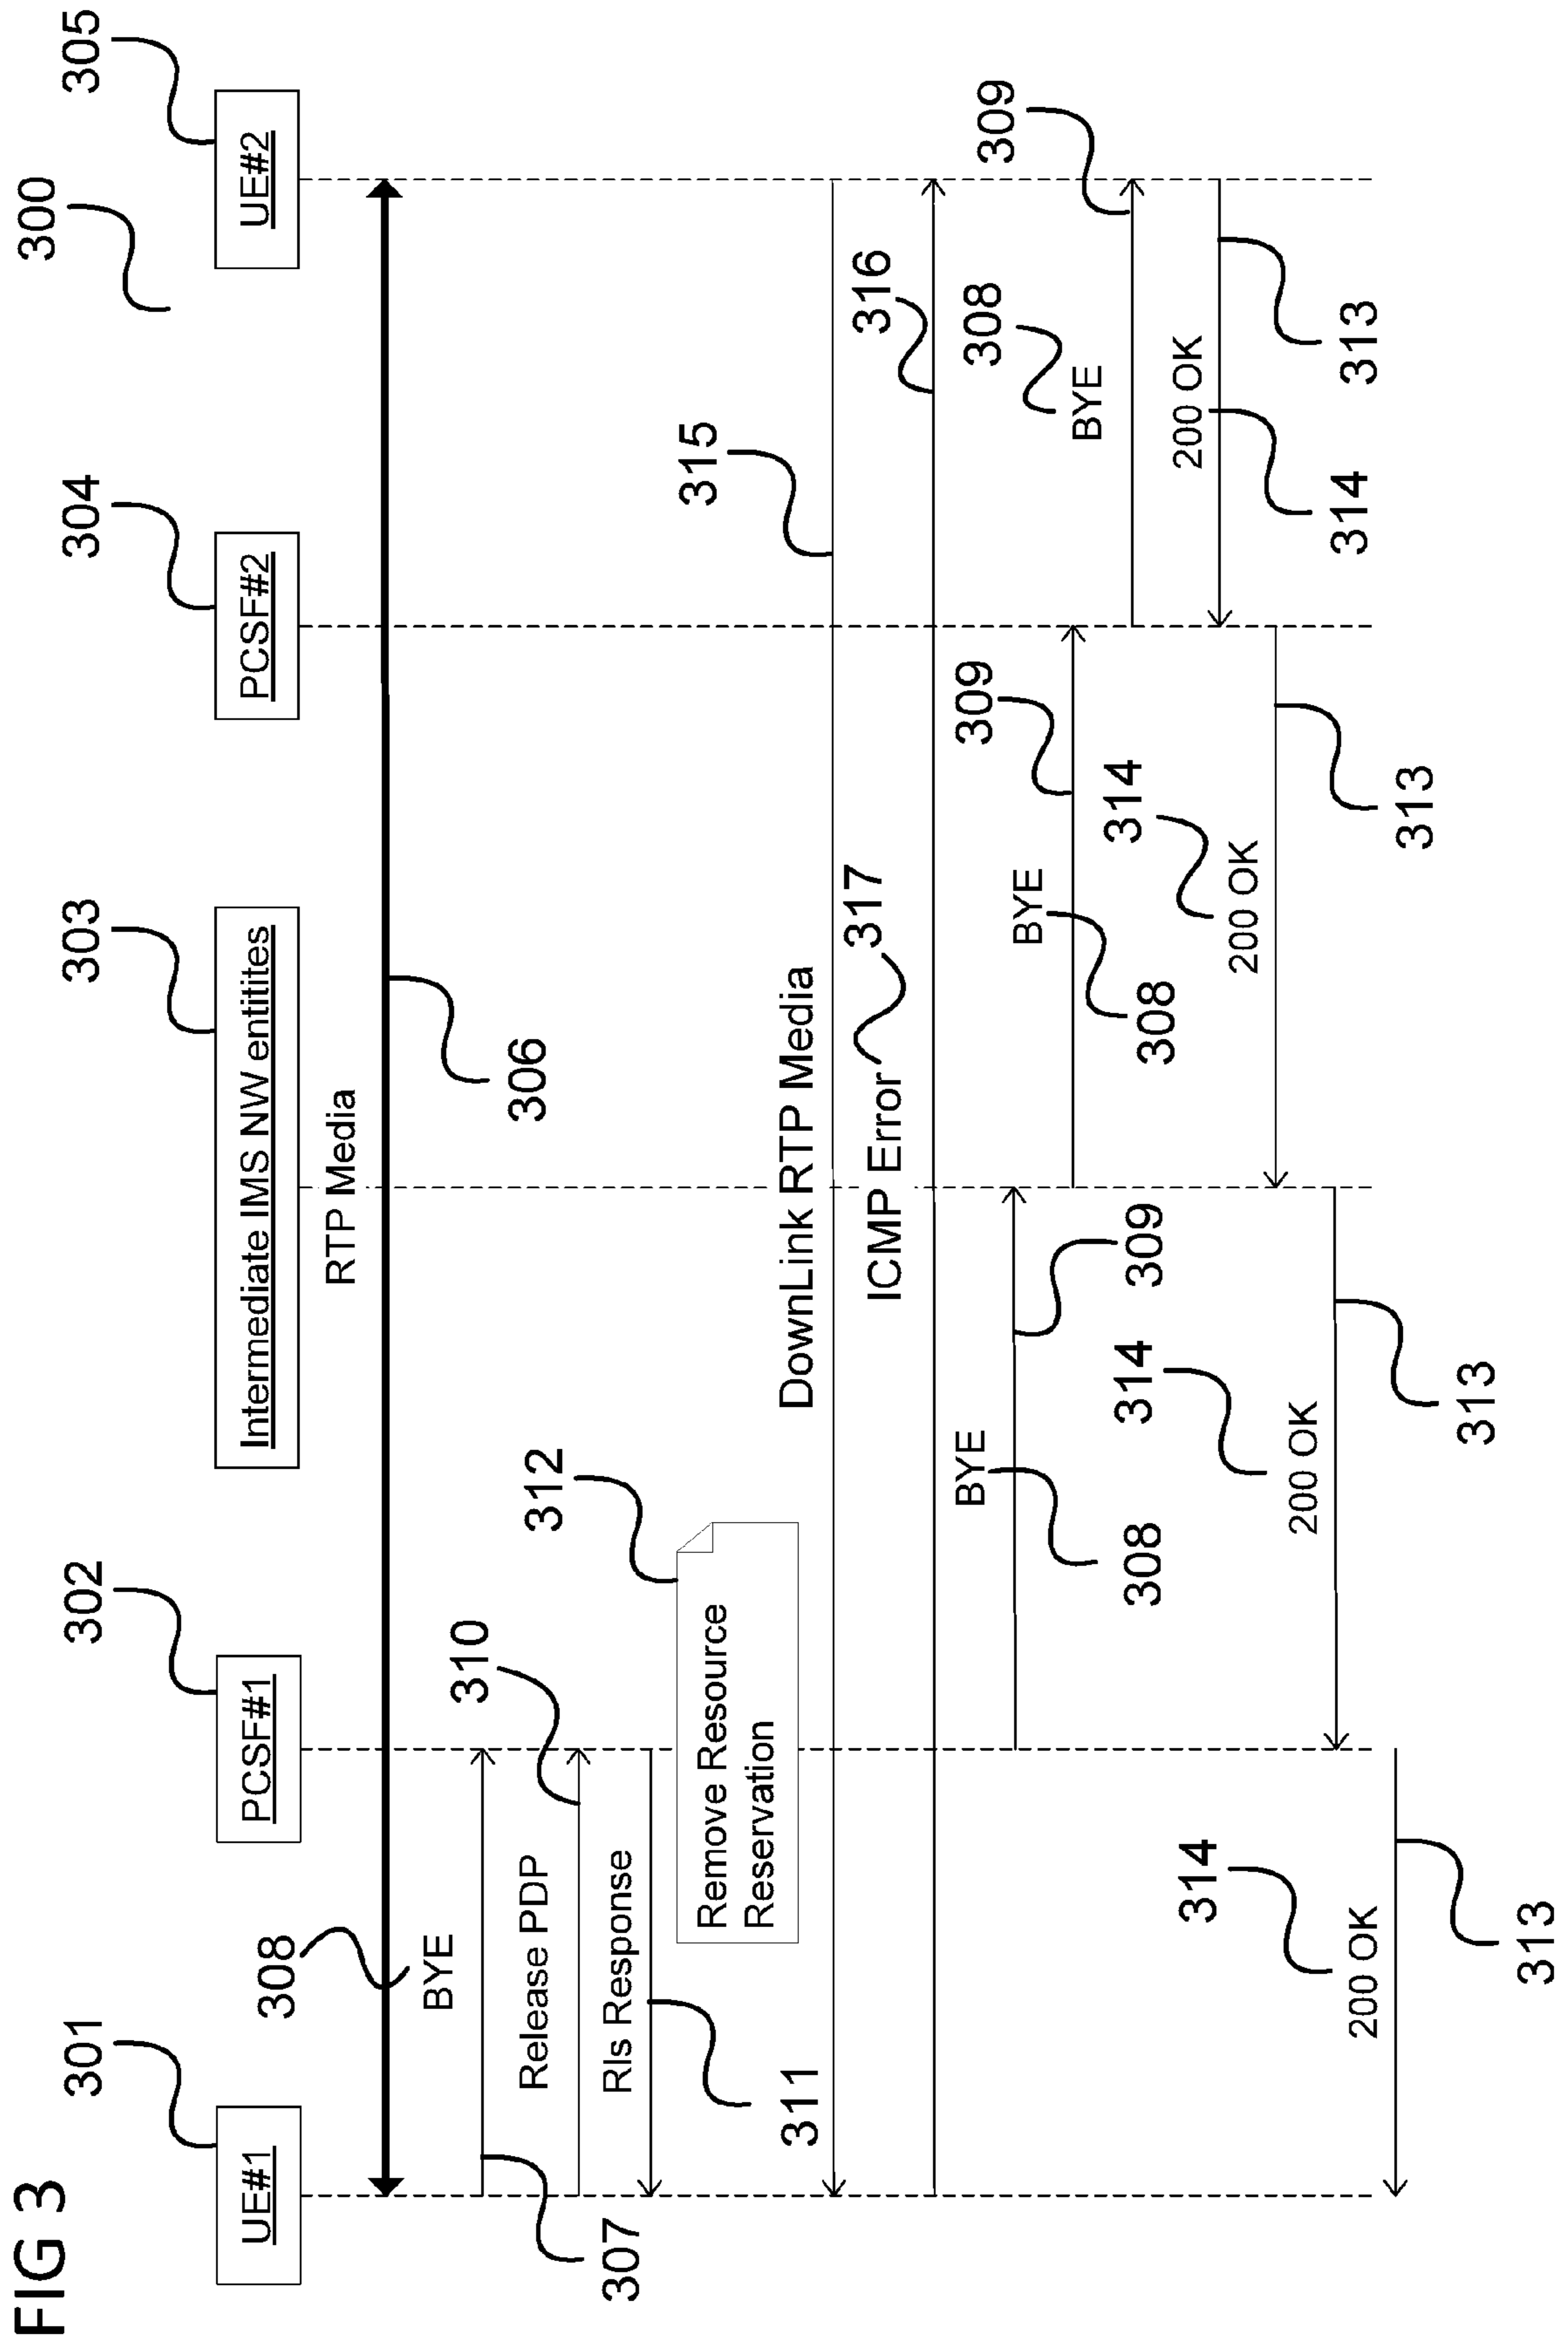 FIG 3
300
301
302
303
304
305
UE#1
PCSF#1
Intermediate IMS NW entitites
PCSF#2
UE#2
RTP Media
306
308
BYE
307
Release PDP
310
Rls Response
311
312
Remove Resource
Reservation
315
DownLink RTP Media
316
ICMP Error
317
BYE
308
309
BYE
308
309
308
BYE
309
200 OK
314
313
314
200 OK
313
314
200 OK
313
314
200 OK
313